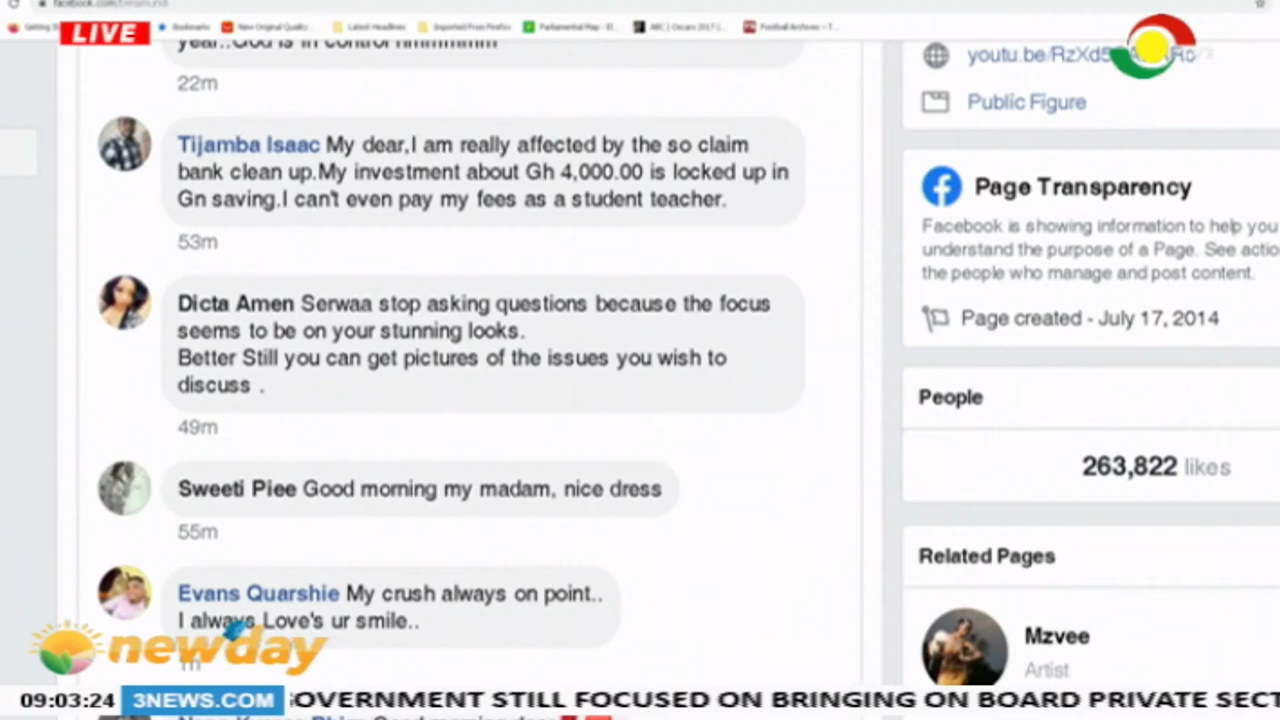 LIVE
year..God is in control hmmmmm
22m
Tijamba Isaac My dear,I am really affected by the so claim
bank clean up.My investment about Gh 4,000.00 is locked up in
Gn saving.I can't even pay my fees as a student teacher.
53m
Dicta Amen Serwaa stop asking questions because the focus
seems to be on your stunning looks.
Better Still you can get pictures of the issues you wish to
discuss .
49m
Sweeti Piee Good morning my madam, nice dress
55m
Evans Quarshie My crush always on point..
I always Love's ur smile..
newday
09:03:24 3NEWS.COM OVERNMENT STILL FOCUSED ON BRINGING ON BOARD PRIVATE SECT
Public Figure
Page Transparency
Facebook is showing information to help you
understand the purpose of a Page. See actio
the people who manage and post content.
Page created - July 17, 2014
People
263,822 likes
Related Pages
Mzvee
Artist